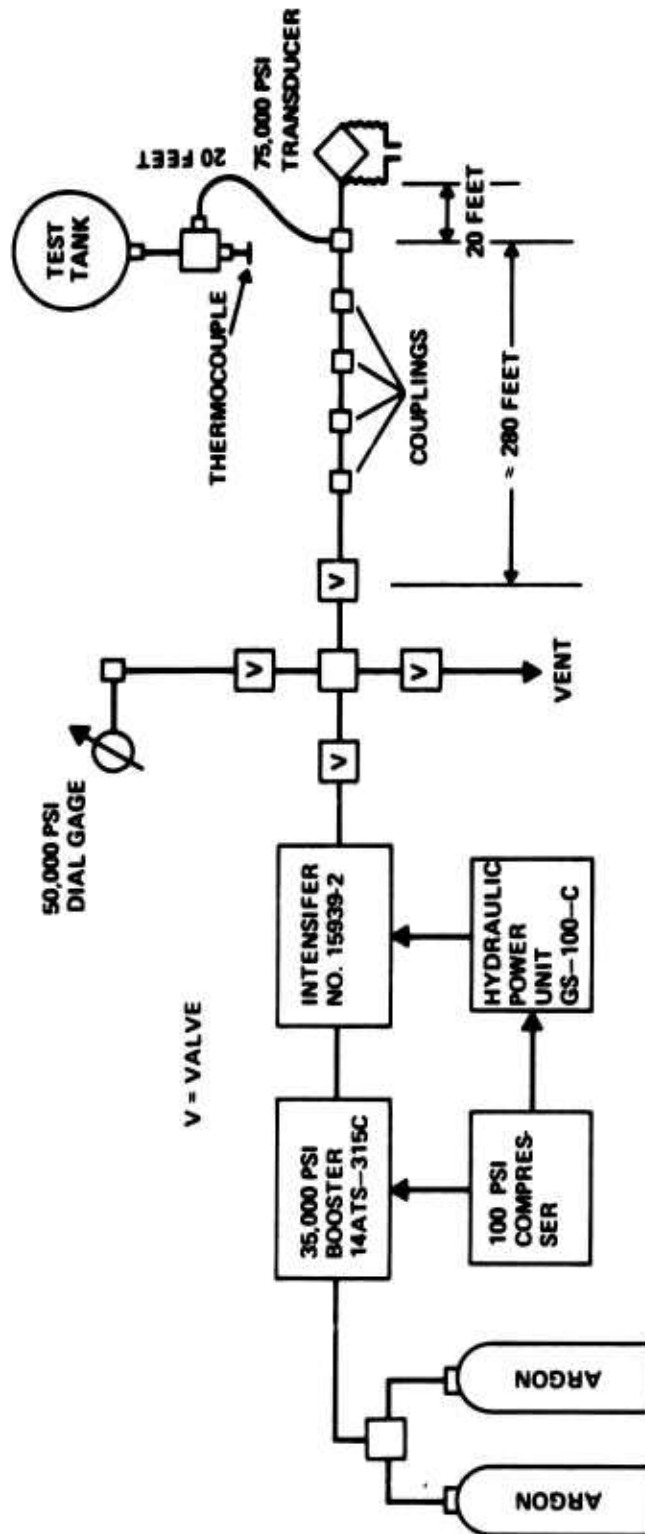 ARGON
ARGON
35,000 PSI
BOOSTER
14ATS–315C
100 PSI
COMPRES-
SER
INTENSIFER
NO. 15939-2
HYDRAULIC
POWER
UNIT
GS–100–C
V = VALVE
50,000 PSI
DIAL GAGE
V
V
V
V
VENT
COUPLINGS
≈ 280 FEET
20 FEET
THERMOCOUPLE
TEST
TANK
20 FEET
75,000 PSI
TRANSDUCER